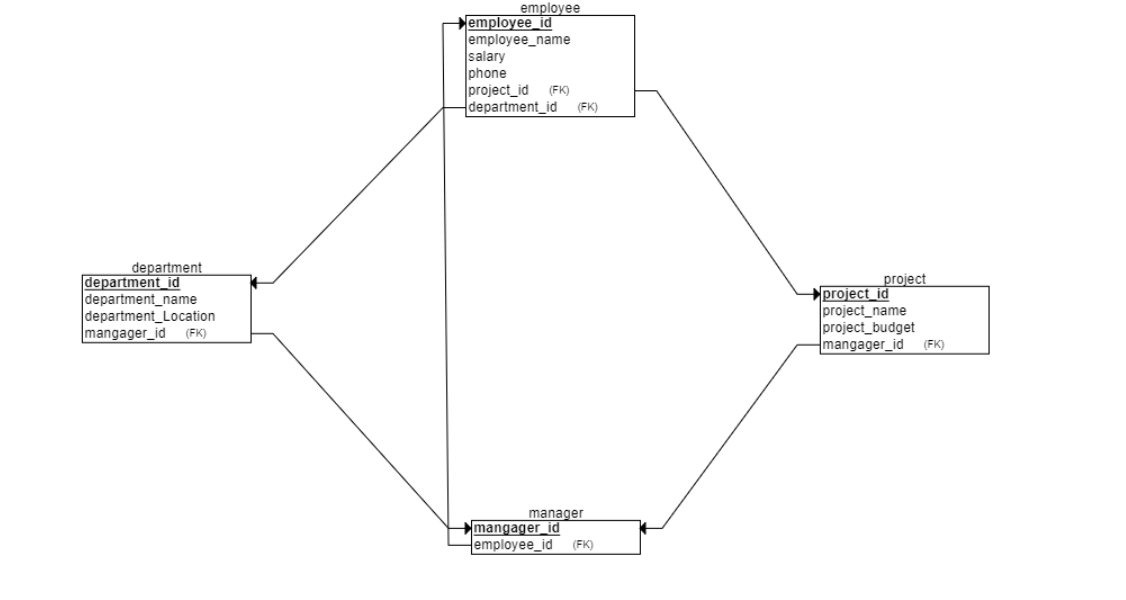 employee
employee_id
employee_name
salary
phone
project_id (FK)
department_id (FK)
department
department_id
department_name
department_Location
mangager_id (FK)
project
project_id
project_name
project_budget
mangager_id (FK)
manager
mangager_id
employee_id (FK)